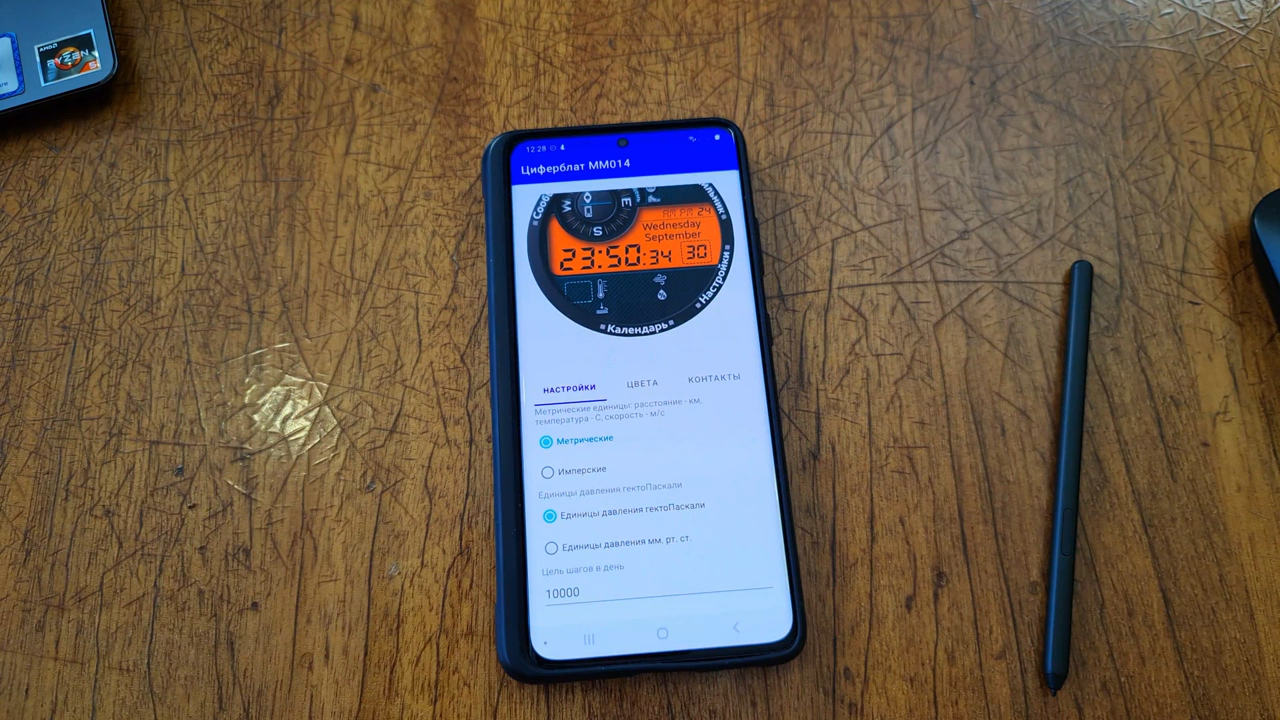 AMD
RYZEN
5
12:28
Циферблат MM014
Сооб
W
E
S
AM PM 24
Wednesday
September
23:50:34
30
Настройки
Календарь
НАСТРОЙКИ
ЦВЕТА
КОНТАКТЫ
Метрические единицы: расстояние - км,
температура - С, скорость - м/с
Метрические
Имперские
Единицы давления гектоПаскали
Единицы давления гектоПаскали
Единицы давления мм. рт. ст.
Цель шагов в день
10000